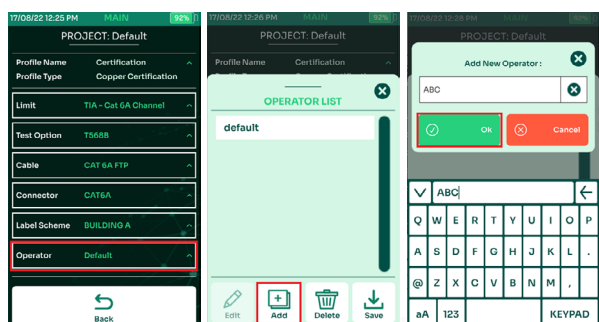 17/08/22 12:25 PM MAIN 92%
PROJECT: Default
Profile Name Certification
Profile Type Copper Certification
Limit TIA - Cat 6A Channel
Test Option T568B
Cable CAT 6A FTP
Connector CAT6A
Label Scheme BUILDING A
Operator Default
Back
17/08/22 12:26 PM MAIN 92%
PROJECT: Default
Profile Name Certification
OPERATOR LIST
default
Edit Add Delete Save
17/08/22 12:28 PM MAIN 92%
PROJECT: Default
Add New Operator :
ABC
Ok Cancel
ABC
Q W E R T Y U I O P
A S D F G H J K L .
@ Z X C V B N M ,
aA 123 KEYPAD